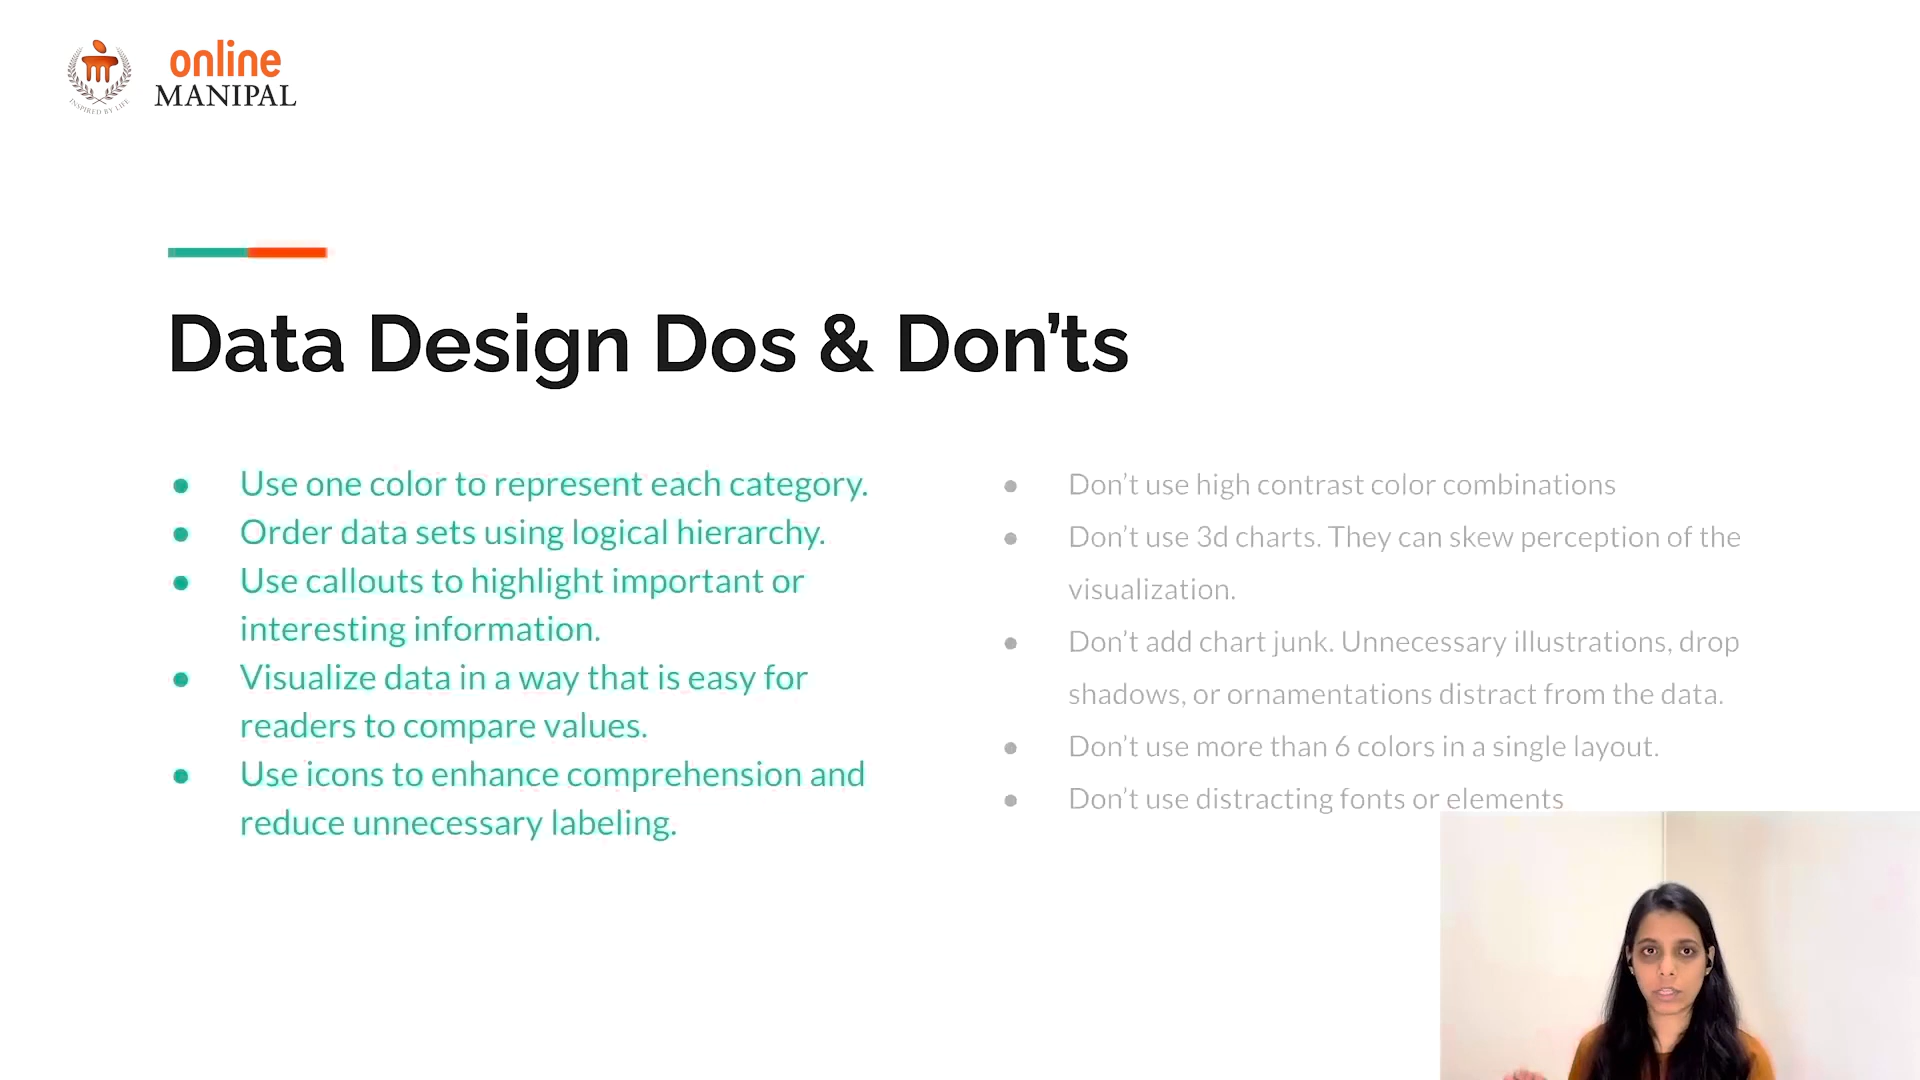 online
MANIPAL
INSPIRED BY LIFE
Data Design Dos & Don’ts
● Use one color to represent each category.
● Order data sets using logical hierarchy.
● Use callouts to highlight important or
interesting information.
● Visualize data in a way that is easy for
readers to compare values.
● Use icons to enhance comprehension and
reduce unnecessary labeling.
● Don’t use high contrast color combinations
● Don’t use 3d charts. They can skew perception of the
visualization.
● Don’t add chart junk. Unnecessary illustrations, drop
shadows, or ornamentations distract from the data.
● Don’t use more than 6 colors in a single layout.
● Don’t use distracting fonts or elements